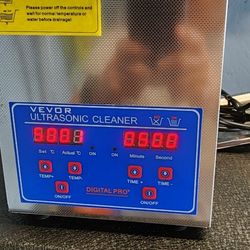 Please power off the controls and
wait for normal temperature or
water before drainage!
VEVOR
ULTRASONIC CLEANER
Set °C Actual °C ON ON Minute Second
TEMP+ TEMP- TIME+ TIME-
DIGITAL PRO+
ON/OFF ON/OFF